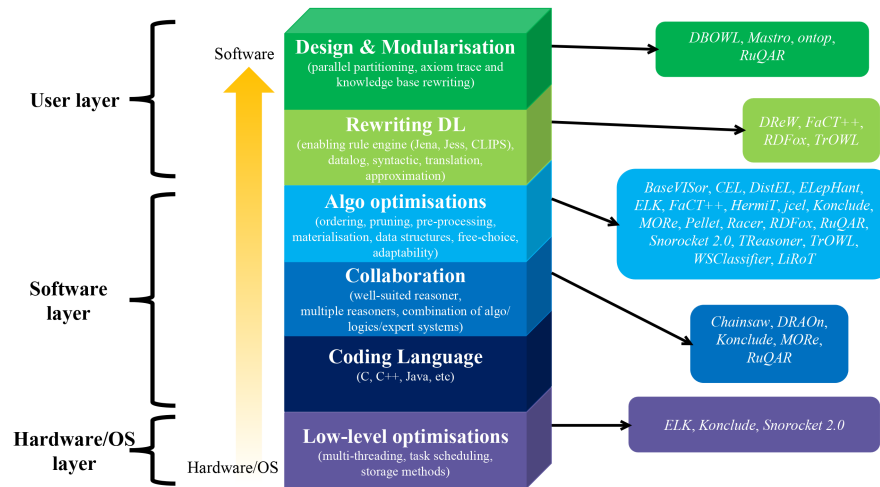 Software
User layer
Software
layer
Hardware/OS
layer
Hardware/OS
Design & Modularisation
(parallel partitioning, axiom trace and
knowledge base rewriting)
Rewriting DL
(enabling rule engine (Jena, Jess, CLIPS),
datalog, syntactic, translation,
approximation)
Algo optimisations
(ordering, pruning, pre-processing,
materialisation, data structures, free-choice,
adaptability)
Collaboration
(well-suited reasoner,
multiple reasoners, combination of algo/
logics/expert systems)
Coding Language
(C, C++, Java, etc)
Low-level optimisations
(multi-threading, task scheduling,
storage methods)
DBOWL, Mastro, ontop,
RuQAR
DReW, FaCT++,
RDFox, TrOWL
BaseVISor, CEL, DistEL, ELepHant,
ELK, FaCT++, HermiT, jcel, Konclude,
MORe, Pellet, Racer, RDFox, RuQAR,
Snorocket 2.0, TReasoner, TrOWL,
WSClassifier, LiRoT
Chainsaw, DRAOn,
Konclude, MORe,
RuQAR
ELK, Konclude, Snorocket 2.0